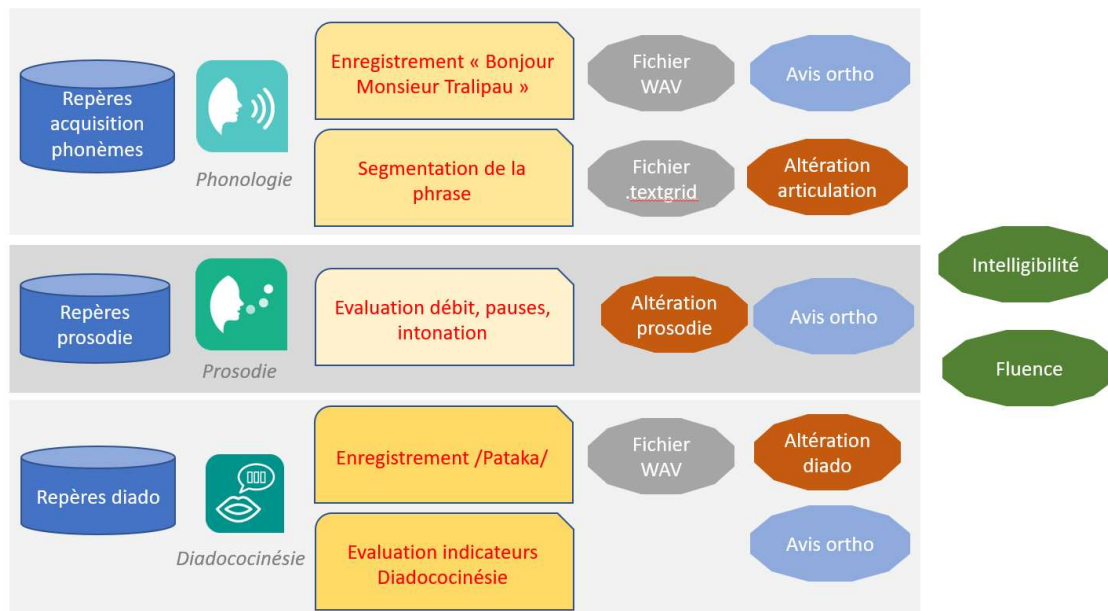 Repères
acquisition
phonèmes
Phonologie
Enregistrement « Bonjour
Monsieur Tralipau »
Fichier
WAV
Avis ortho
Segmentation de la
phrase
Fichier
.textgrid
Altération
articulation
Repères
prosodie
Prosodie
Evaluation débit, pauses,
intonation
Altération
prosodie
Avis ortho
Intelligibilité
Fluence
Repères diado
Diadococinésie
Enregistrement /Pataka/
Fichier
WAV
Altération
diado
Evaluation indicateurs
Diadococinésie
Avis ortho